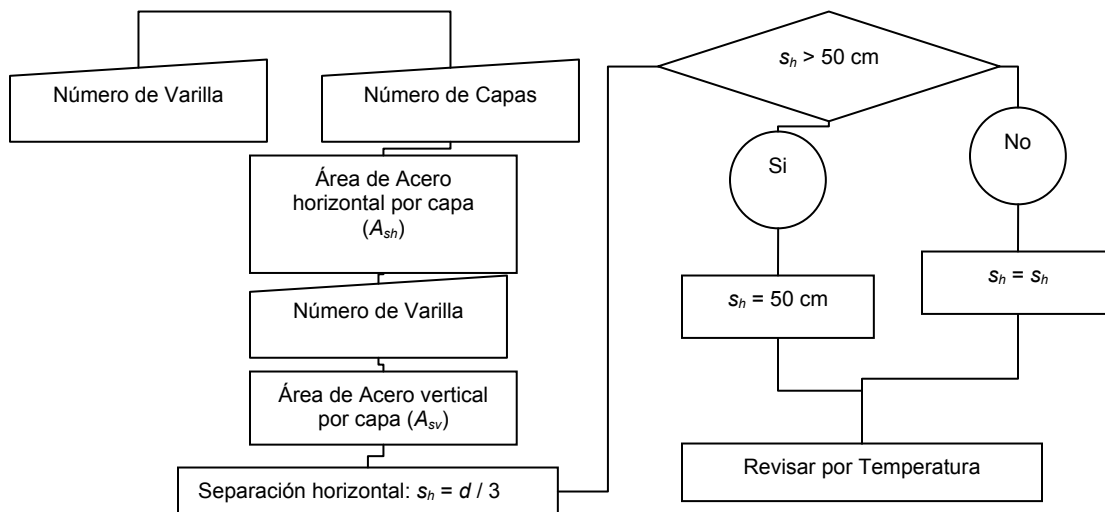 Número de Varilla
Número de Capas
Área de Acero
horizontal por capa
(Ash)
Número de Varilla
Área de Acero vertical
por capa (Asv)
Separación horizontal: sh = d / 3
sh > 50 cm
Si
No
sh = 50 cm
sh = sh
Revisar por Temperatura